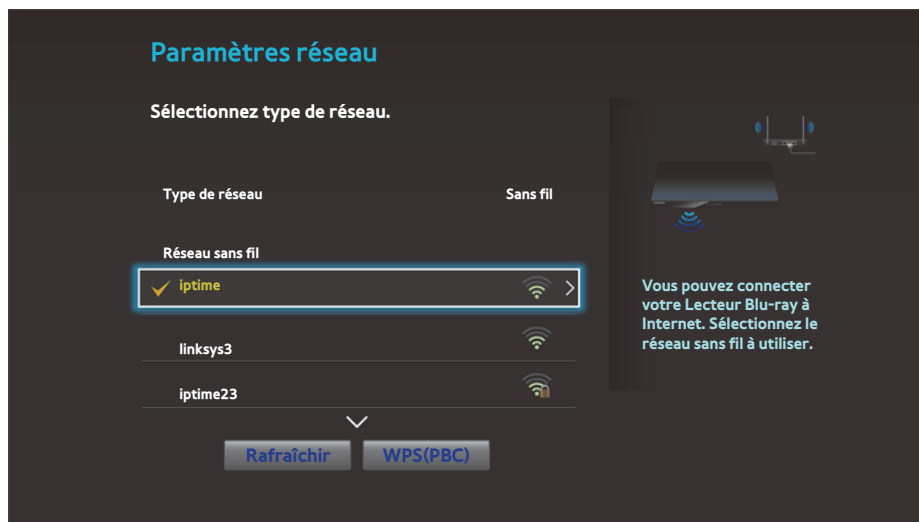 Paramètres réseau
Sélectionnez type de réseau.
Type de réseau Sans fil
Réseau sans fil
iptime
linksys3
iptime23
Rafraîchir WPS(PBC)
Vous pouvez connecter
votre Lecteur Blu-ray à
Internet. Sélectionnez le
réseau sans fil à utiliser.